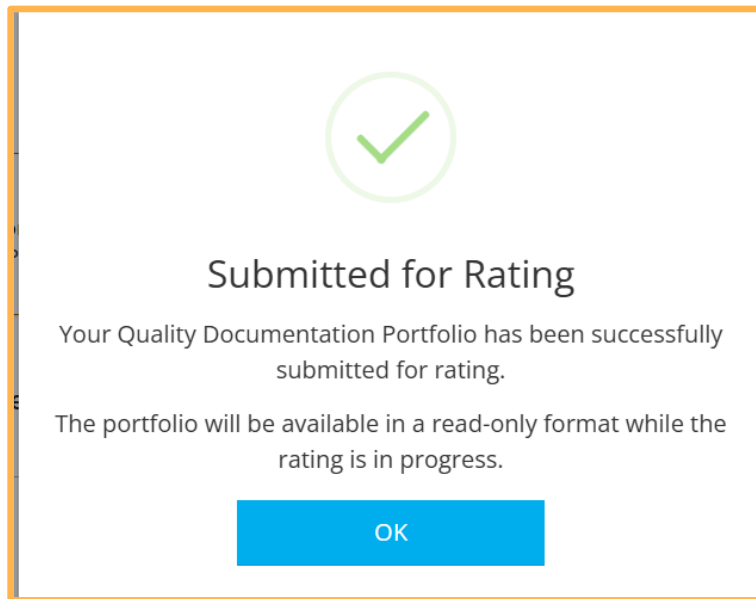 Submitted for Rating
Your Quality Documentation Portfolio has been successfully
submitted for rating.
The portfolio will be available in a read-only format while the
rating is in progress.
OK